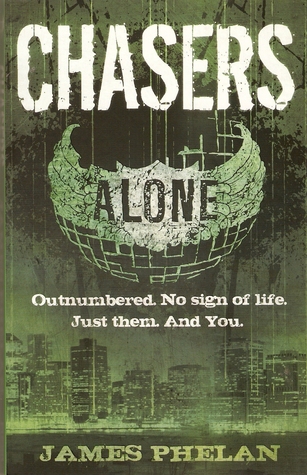 CHASERS
ALONE
Outnumbered. No sign of life.
Just them. And You.
JAMES PHELAN